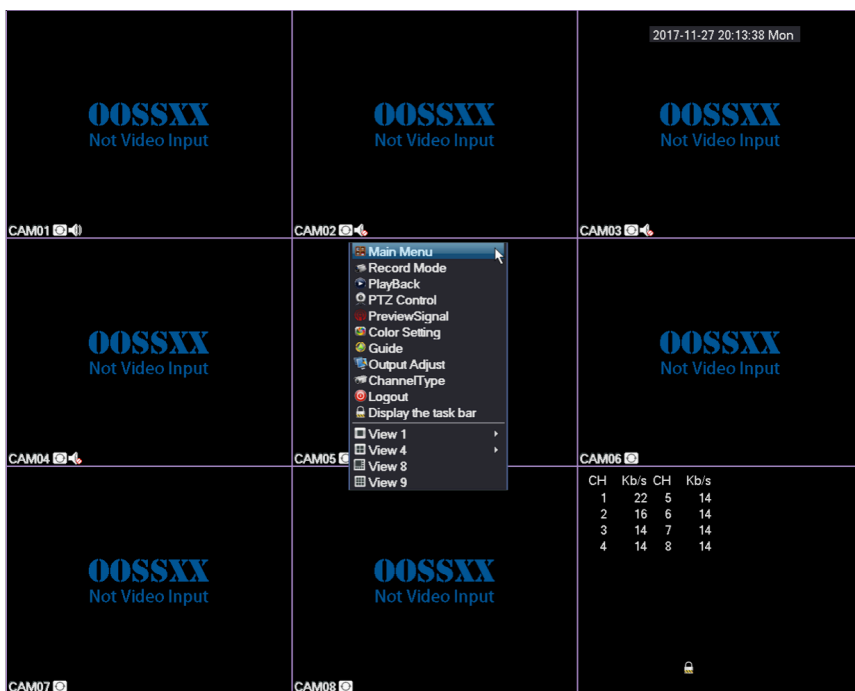 2017-11-27 20:13:38 Mon
OOSSXX
Not Video Input
OOSSXX
Not Video Input
OOSSXX
Not Video Input
CAM01
CAM02
CAM03
Main Menu
Record Mode
PlayBack
PTZ Control
PreviewSignal
Color Setting
Guide
Output Adjust
ChannelType
Logout
Display the task bar
View 1
View 4
View 8
View 9
OOSSXX
Not Video Input
OOSSXX
Not Video Input
CAM04
CAM05
CAM06
CH Kb/s CH Kb/s
1 22 5 14
2 16 6 14
3 14 7 14
4 14 8 14
OOSSXX
Not Video Input
OOSSXX
Not Video Input
CAM07
CAM08